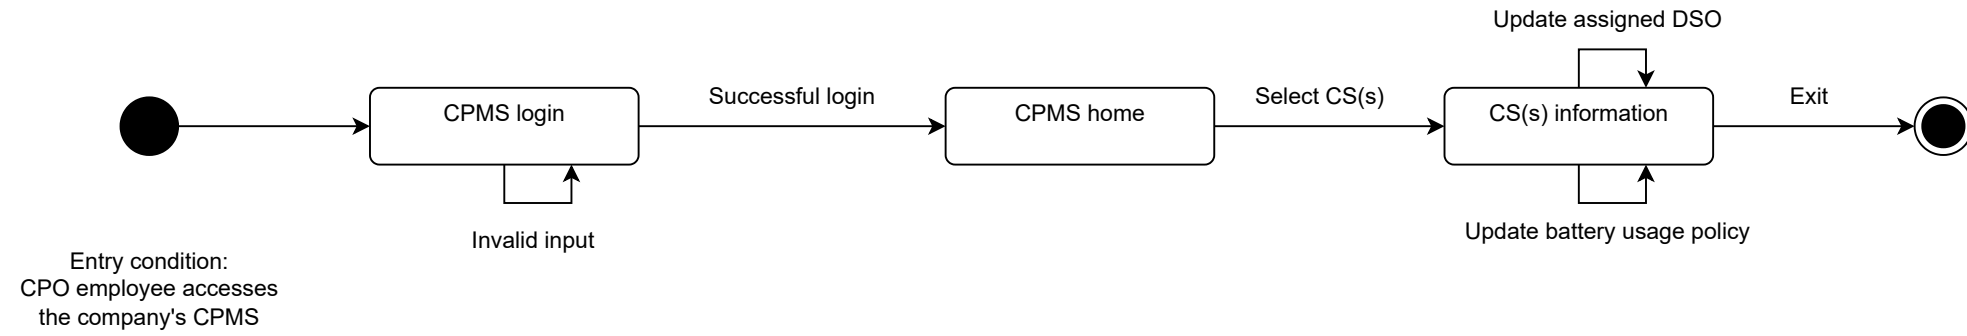 Update assigned DSO
Successful login
Select CS(s)
Exit
CPMS login
CPMS home
CS(s) information
Invalid input
Update battery usage policy
Entry condition:
CPO employee accesses
the company's CPMS